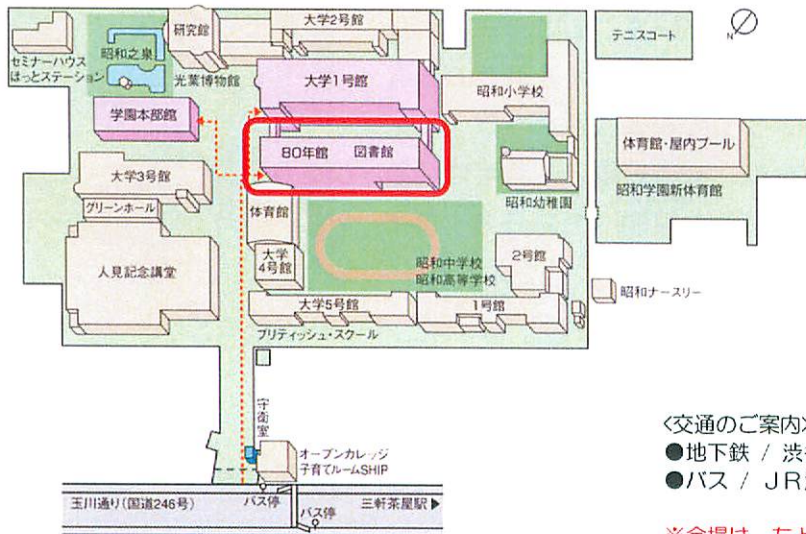 研究館
大学2号館
N
テニスコート
昭和之泉
セミナーハウス
ほっとステーション
光葉博物館
大学1号館
昭和小学校
学園本部館
80年館 図書館
体育館・屋内プール
大学3号館
昭和学園新体育館
昭和幼稚園
グリーンホール
体育館
人見記念講堂
大学
4号館
昭和中学校
昭和高等学校
2号館
昭和ナースリー
大学5号館
1号館
ブリティッシュ・スクール
守衛室
オープンカレッジ
子育てルームSHIP
玉川通り(国道246号)
バス停
バス停
三軒茶屋駅▶
<交通のご案内>
●地下鉄 / 渋
●バス / JR